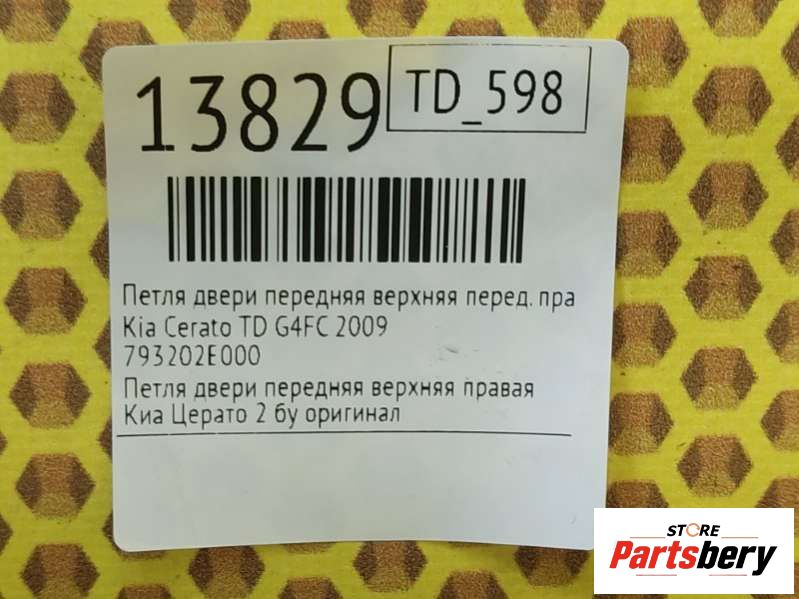 13829
TD_598
Петля двери передняя верхняя перед. пра
Kia Cerato TD G4FC 2009
793202E000
Петля двери передняя верхняя правая
Киа Церато 2 бу оригинал
STORE
Partsbery